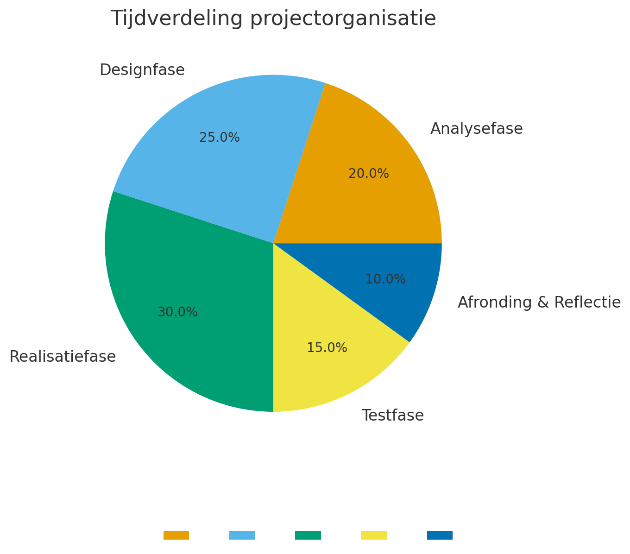 Tijdverdeling projectorganisatie
Designfase
Analysefase
25.0%
20.0%
10.0%
Afronding & Reflectie
30.0%
15.0%
Realisatiefase
Testfase